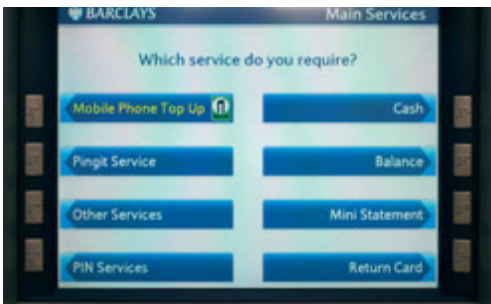 BARCLAYS
Main Services
Which service do you require?
Mobile Phone Top Up
Cash
Pingit Service
Balance
Other Services
Mini Statement
PIN Services
Return Card